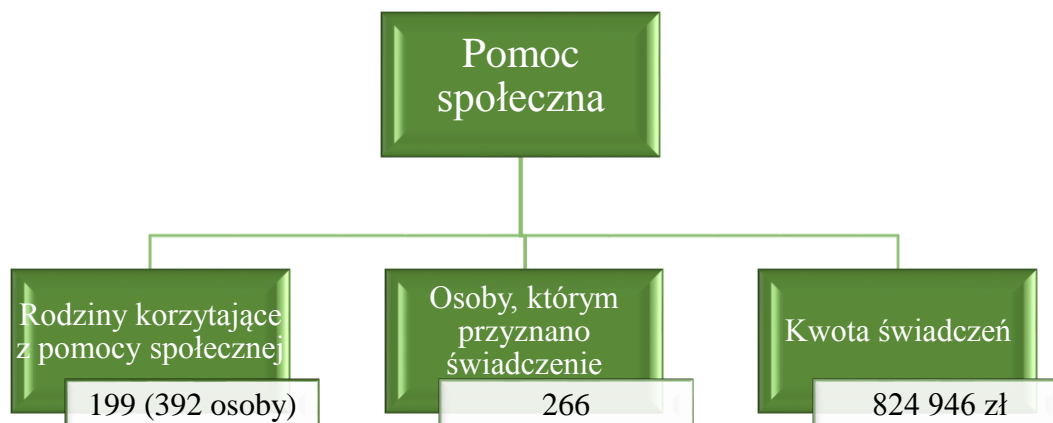 Pomoc
społeczna
Rodziny korzytające
z pomocy społecznej
199 (392 osoby)
Osoby, którym
przyznano
świadczenie
266
Kwota świadczeń
824 946 zł